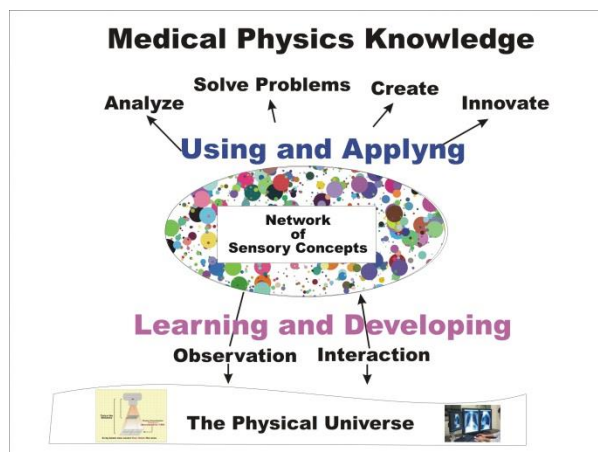 Medical Physics Knowledge
Solve Problems
Create
Analyze
Innovate
Using and Applyng
Network
of
Sensory Concepts
Learning and Developing
Observation
Interaction
The Physical Universe